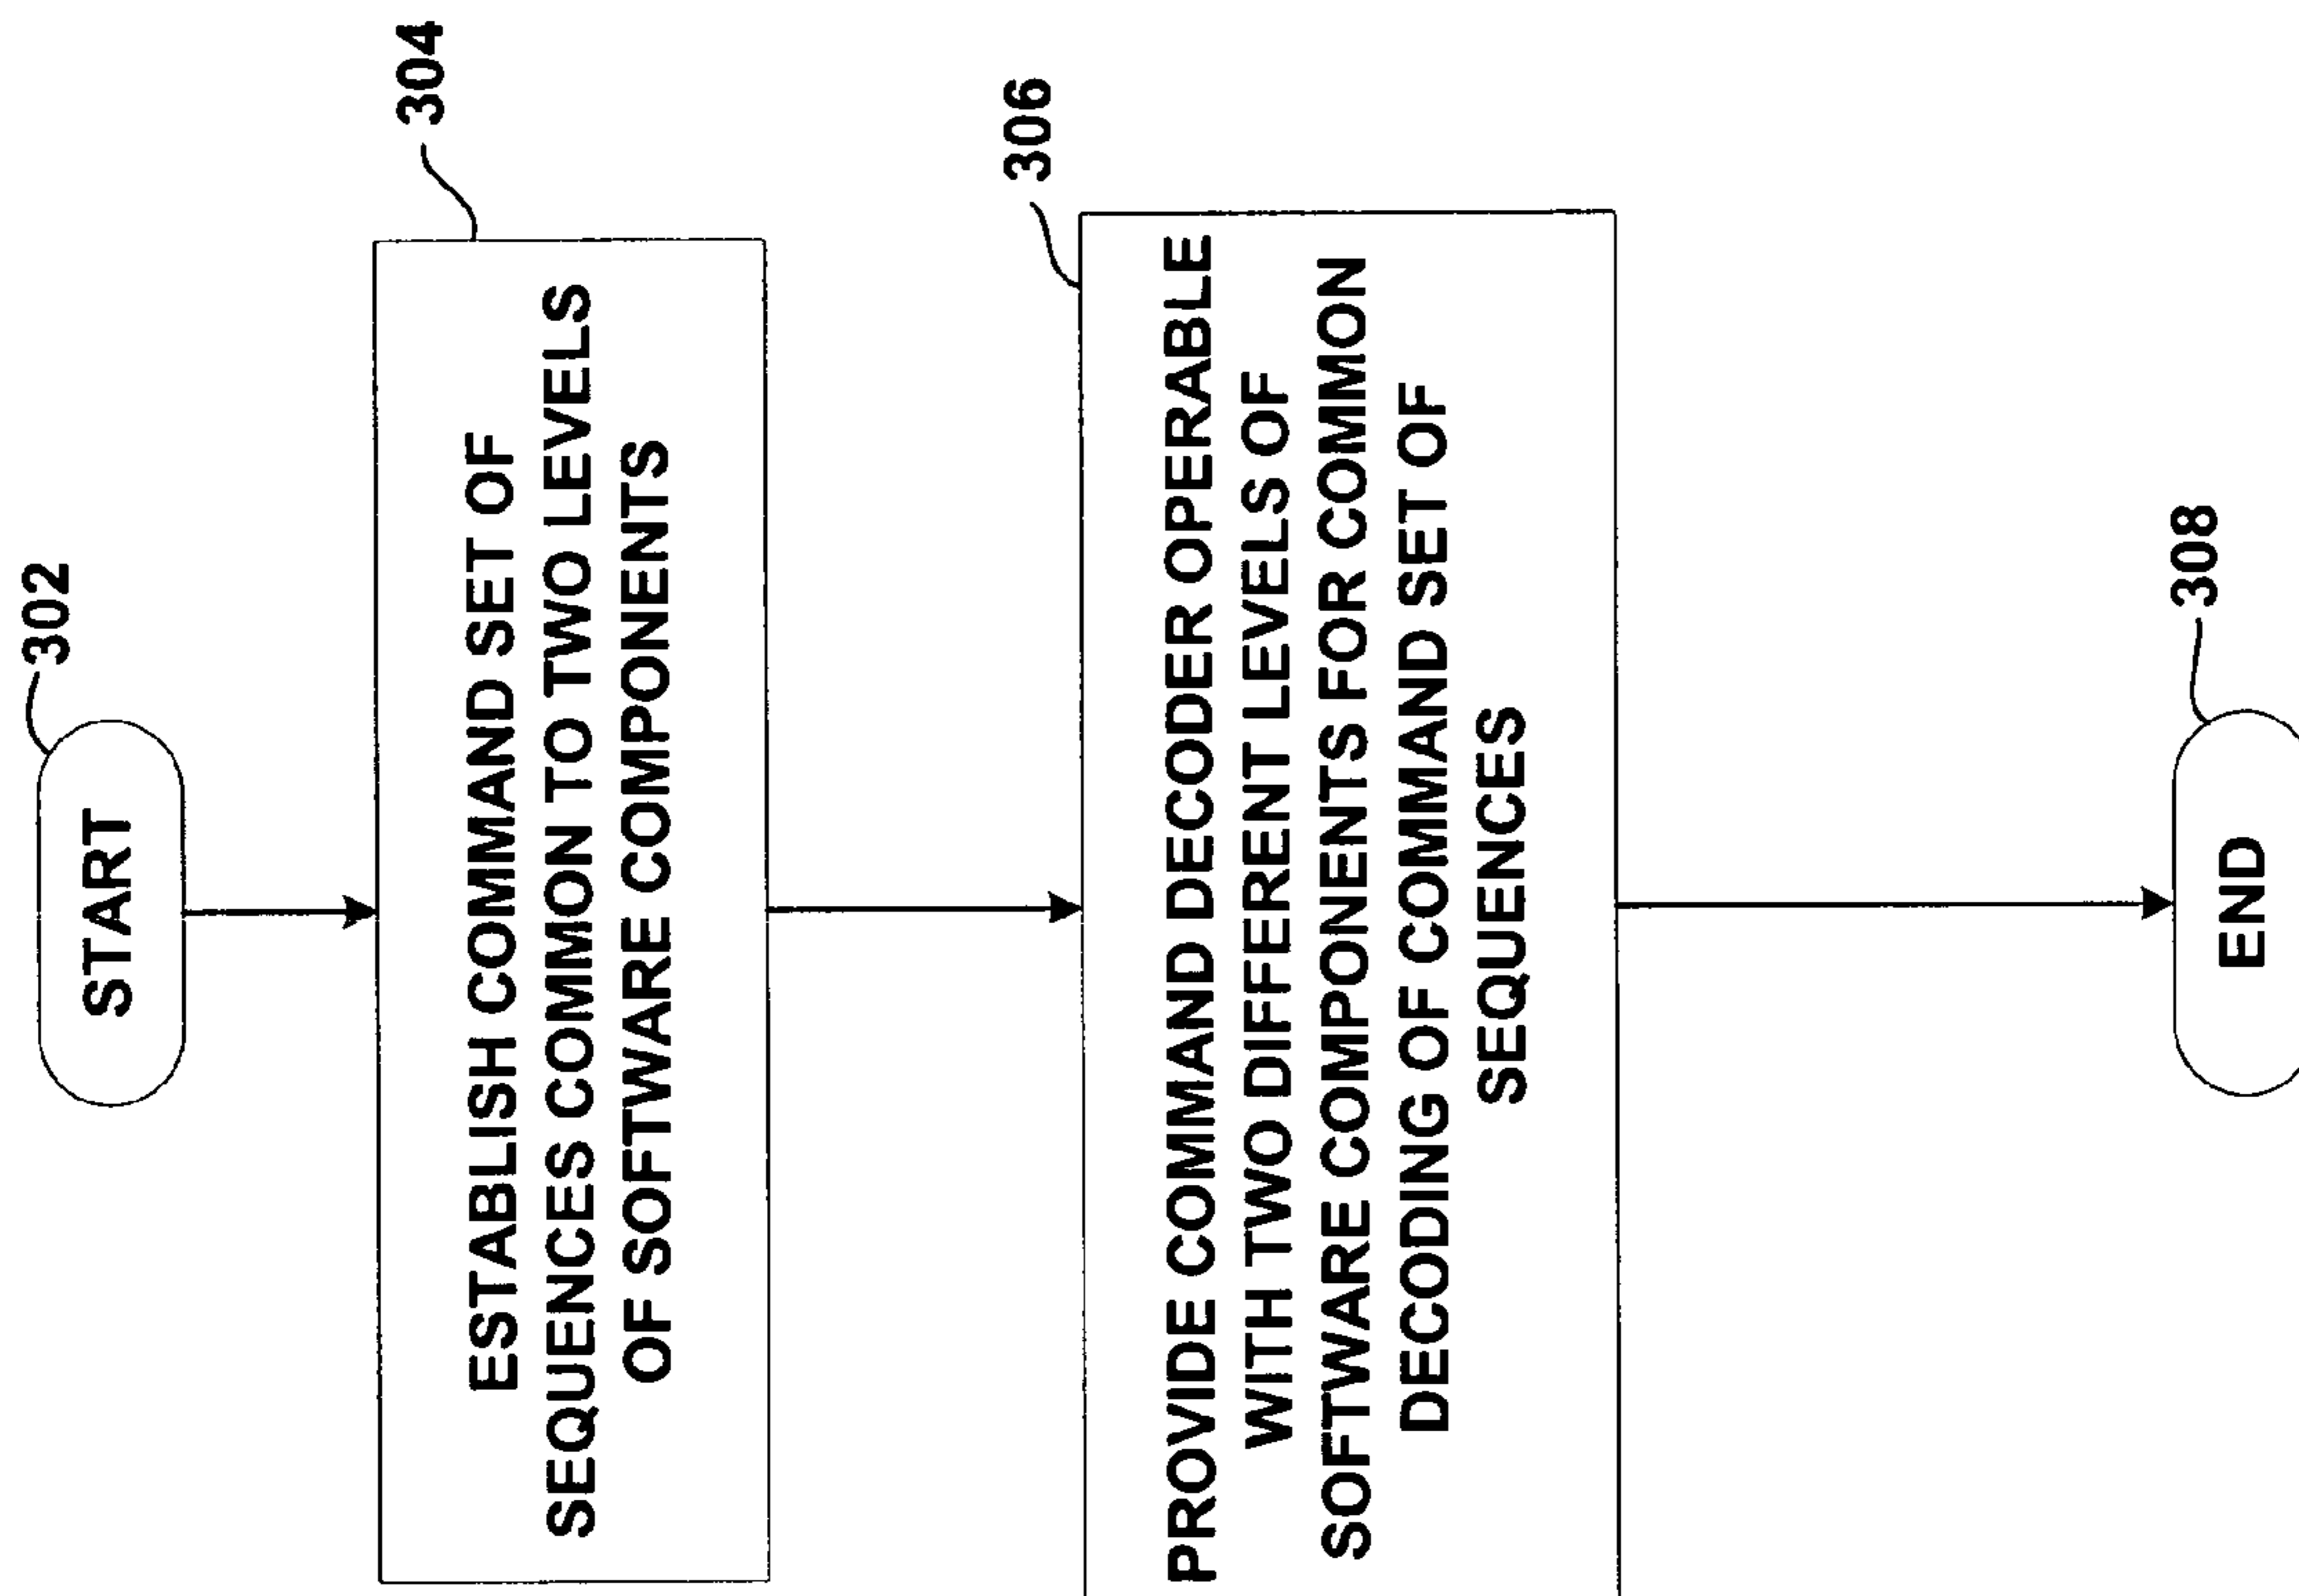 302
START
304
ESTABLISH COMMAND SET OF
SEQUENCES COMMON TO TWO LEVELS
OF SOFTWARE COMPONENTS
306
PROVIDE COMMAND DECODER OPERABLE
WITH TWO DIFFERENT LEVELS OF
SOFTWARE COMPONENTS FOR COMMON
DECODING OF COMMAND SET OF
SEQUENCES
308
END